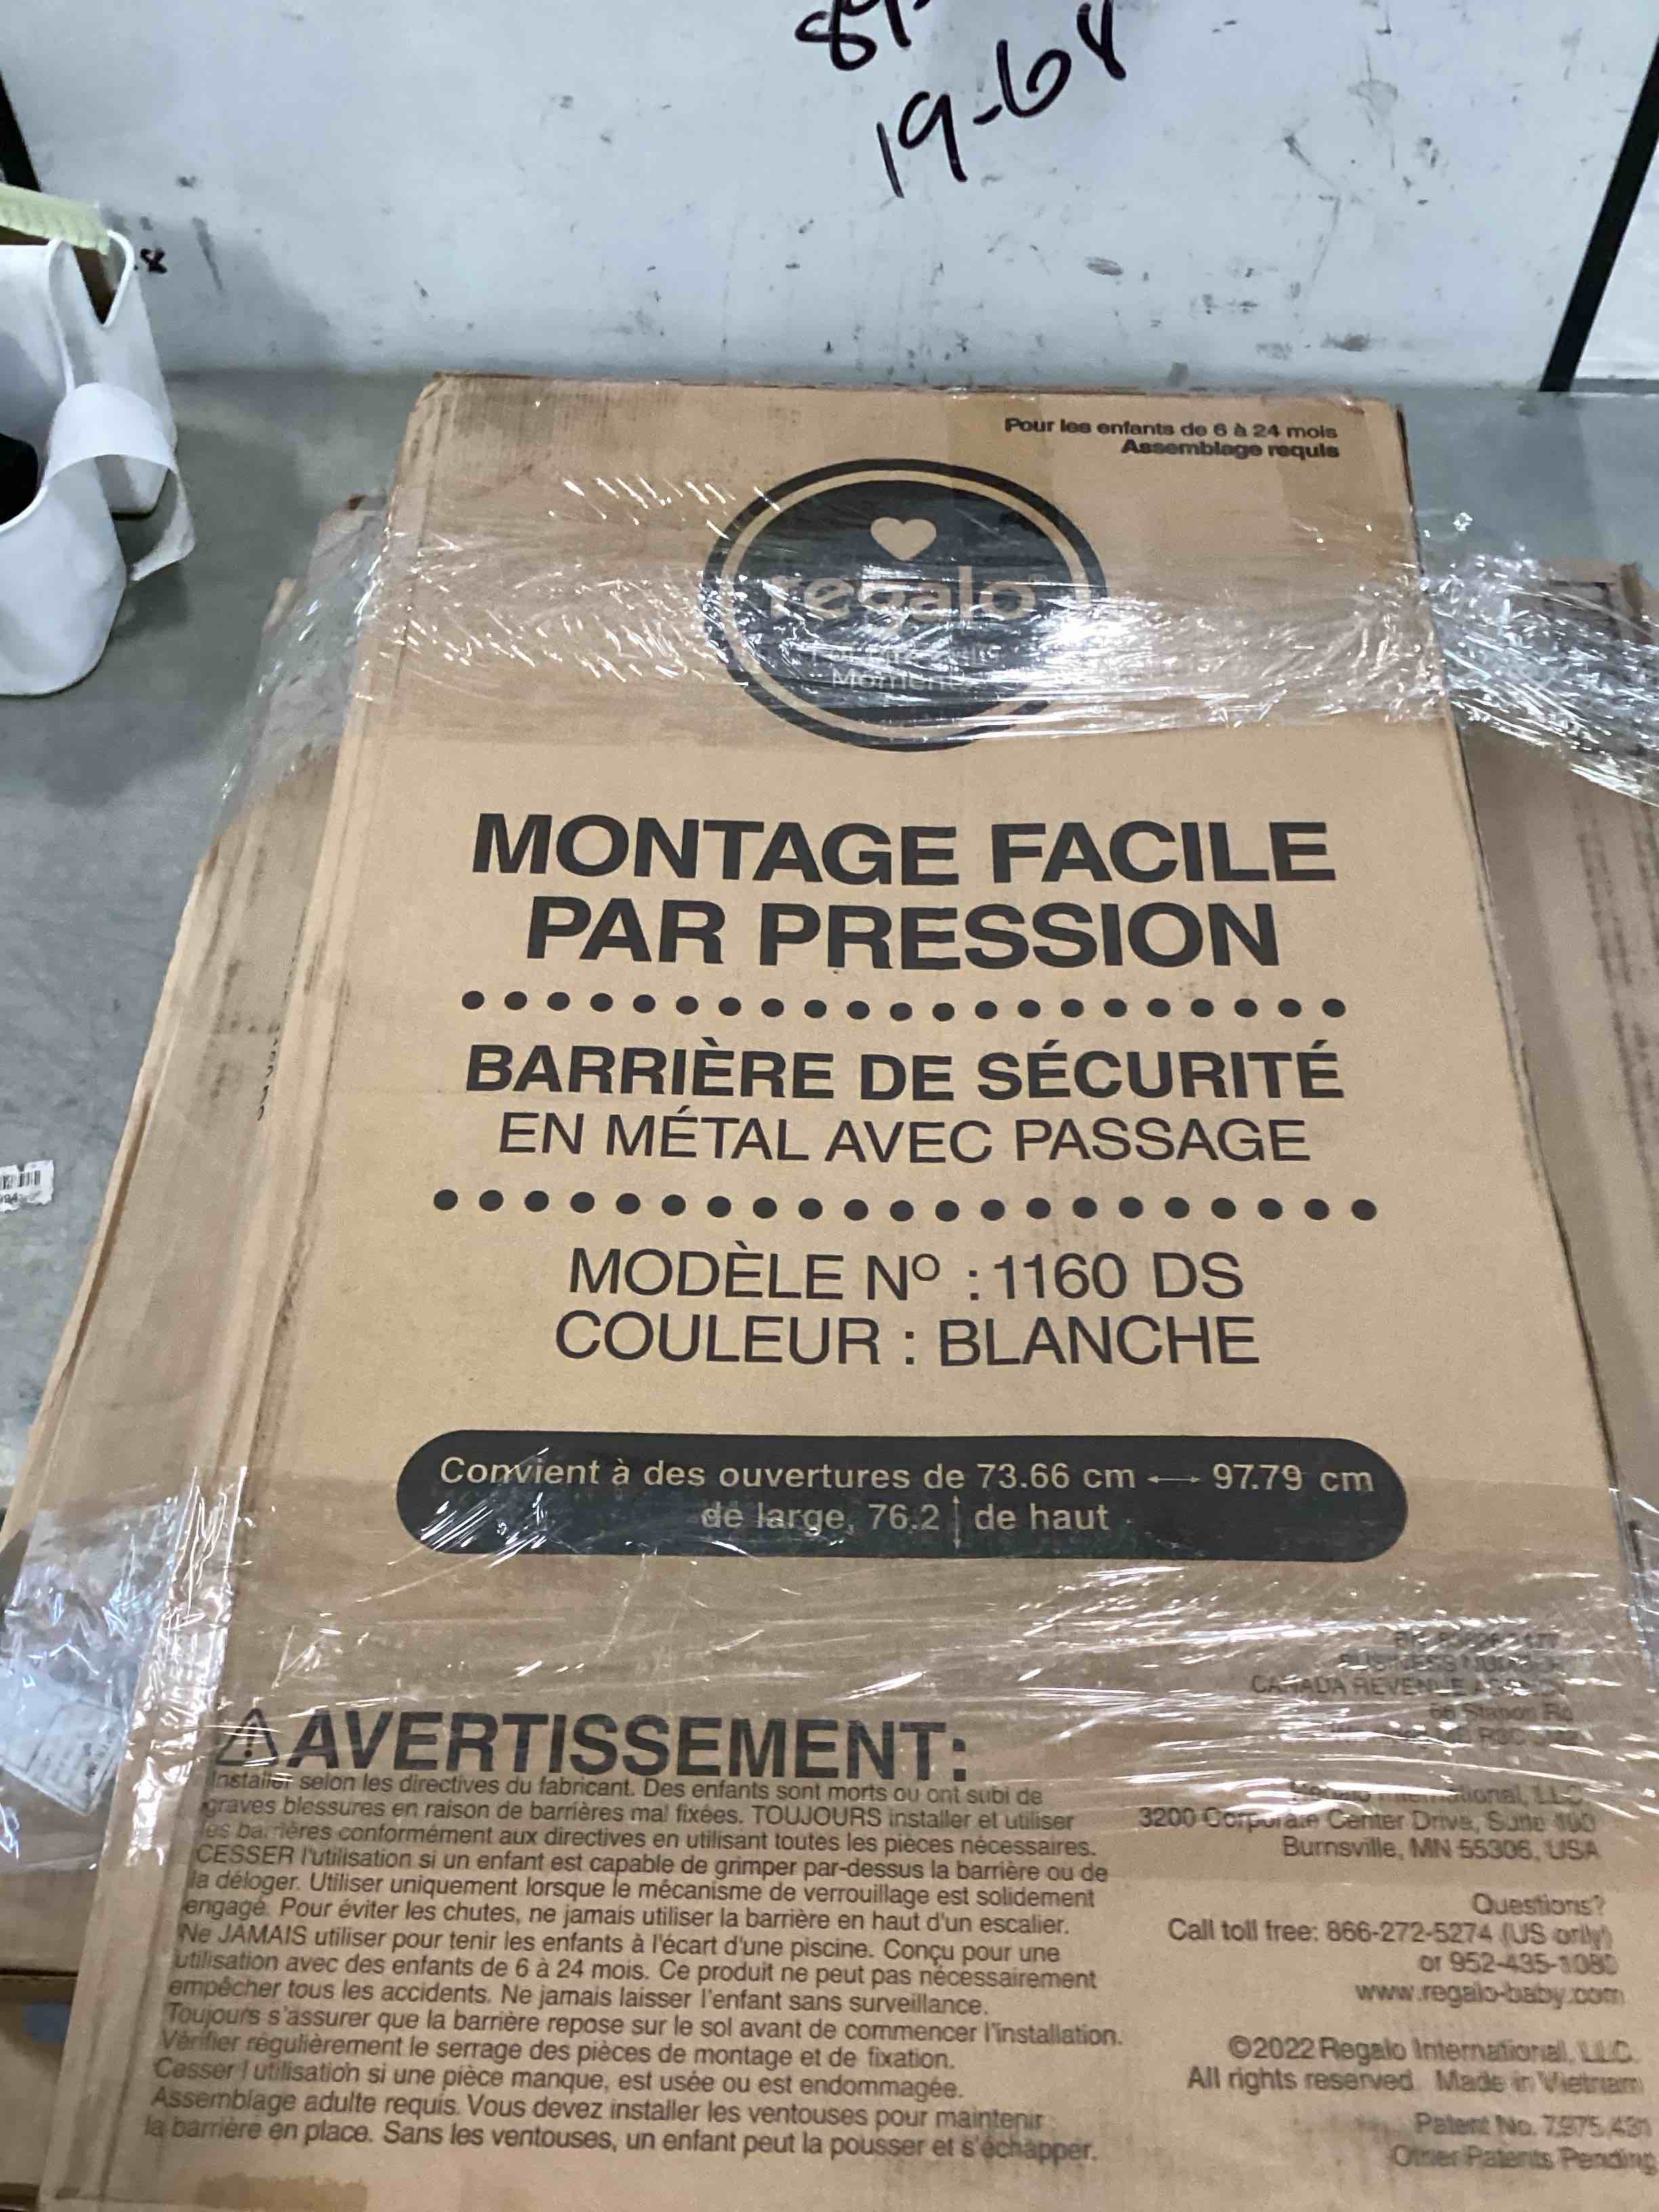 19-68
Pour les enfants de 6 à 24 mois
Assemblage requis
regalo
Moments
MONTAGE FACILE
PAR PRESSION
BARRIÈRE DE SÉCURITÉ
EN MÉTAL AVEC PASSAGE
MODÈLE Nº : 1160 DS
COULEUR : BLANCHE
Convient à des ouvertures de 73.66 cm ↔ 97.79 cm
de large, 76.2 ↕ de haut
BUSINESS NUMBER
CANADA REVENUE
66 Stapon Rd
⚠ AVERTISSEMENT:
Installer selon les directives du fabricant. Des enfants sont morts ou ont subi de
graves blessures en raison de barrières mal fixées. TOUJOURS installer et utiliser
les barrières conformément aux directives en utilisant toutes les pièces nécessaires.
CESSER l'utilisation si un enfant est capable de grimper par-dessus la barrière ou de
la déloger. Utiliser uniquement lorsque le mécanisme de verrouillage est solidement
engagé. Pour éviter les chutes, ne jamais utiliser la barrière en haut d'un escalier.
Ne JAMAIS utiliser pour tenir les enfants à l'écart d'une piscine. Conçu pour une
utilisation avec des enfants de 6 à 24 mois. Ce produit ne peut pas nécessairement
empêcher tous les accidents. Ne jamais laisser l'enfant sans surveillance.
Toujours s'assurer que la barrière repose sur le sol avant de commencer l'installation.
Vérifier régulièrement le serrage des pièces de montage et de fixation.
Cesser l'utilisation si une pièce manque, est usée ou est endommagée.
Assemblage adulte requis. Vous devez installer les ventouses pour maintenir
la barrière en place. Sans les ventouses, un enfant peut la pousser et s'échapper.
Regalo International, LLC
3200 Corporate Center Drive, Suite 100
Burnsville, MN 55306, USA
Questions?
Call toll free: 866-272-5274 (US only)
or 952-435-1080
www.regalo-baby.com
©2022 Regalo International, LLC.
All rights reserved. Made in Vietnam
Patent No. 7,975,431
Other Patents Pending